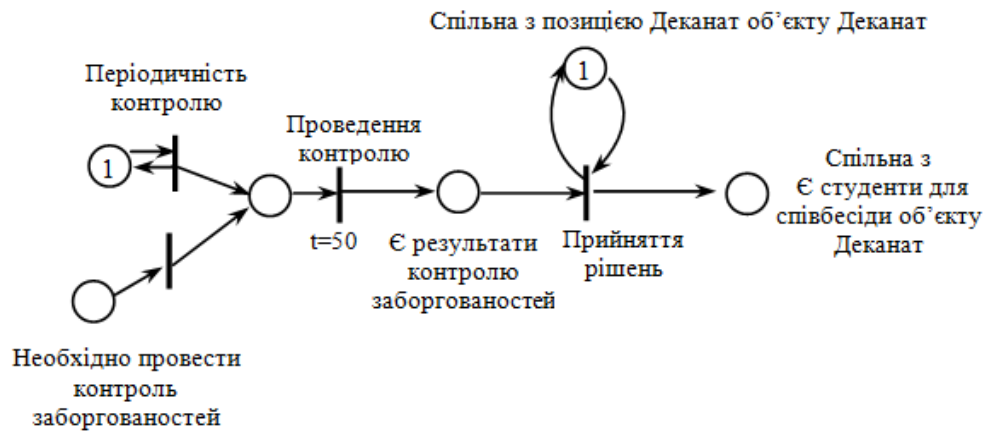 Спільна з позицією Деканат об’єкту Деканат
1
Періодичність
контролю
1
Проведення
контролю
t=50
Є результати
контролю
заборгованостей
Прийняття
рішень
Спільна з
Є студенти для
співбесіди об’єкту
Деканат
Необхідно провести
контроль
заборгованостей